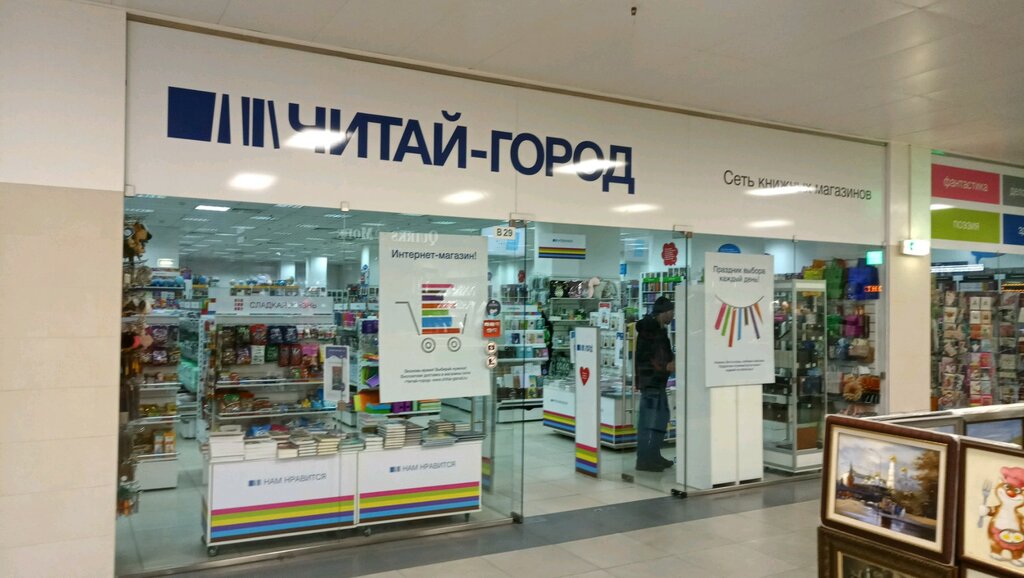 ЧИТАЙ-ГОРОД
Сеть книжных магазинов
фантастика
поэзия
B 29
Интернет-магазин!
Праздник выбора
каждый день!
СЛАДКАЯ ЖИЗНЬ
НАМ НРАВИТСЯ
НАМ НРАВИТСЯ